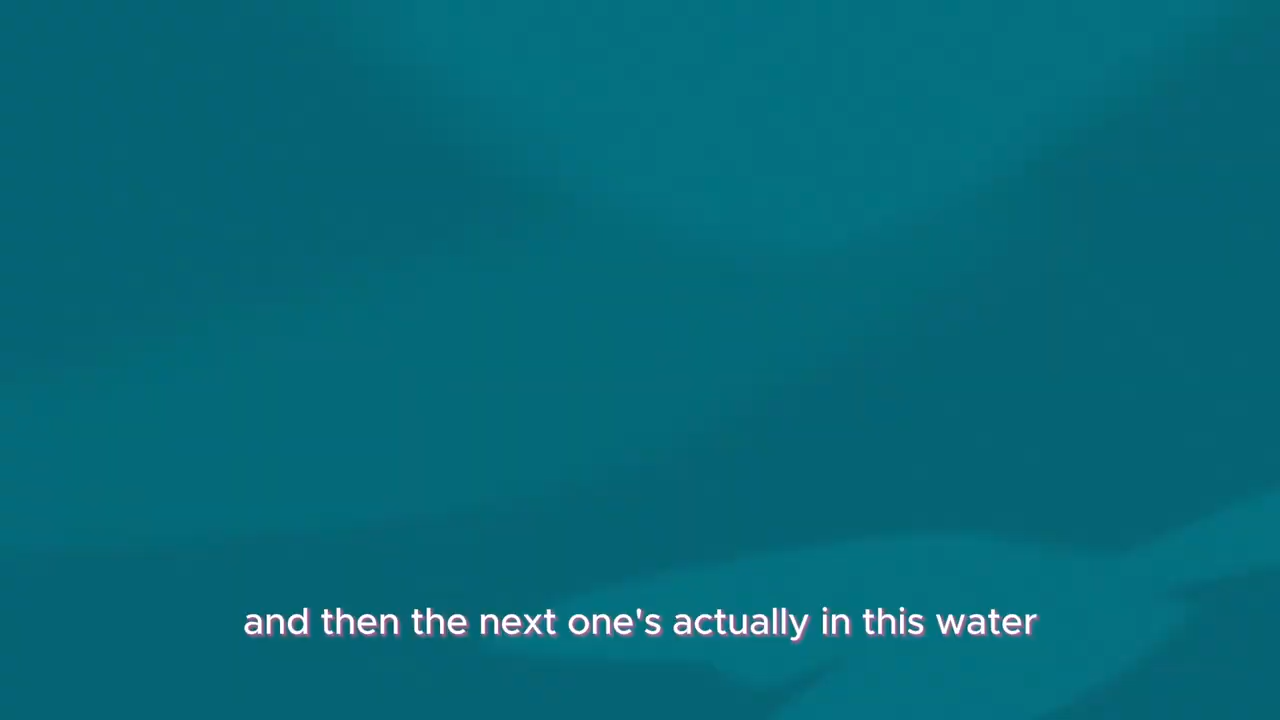 and then the next one's actually in this water